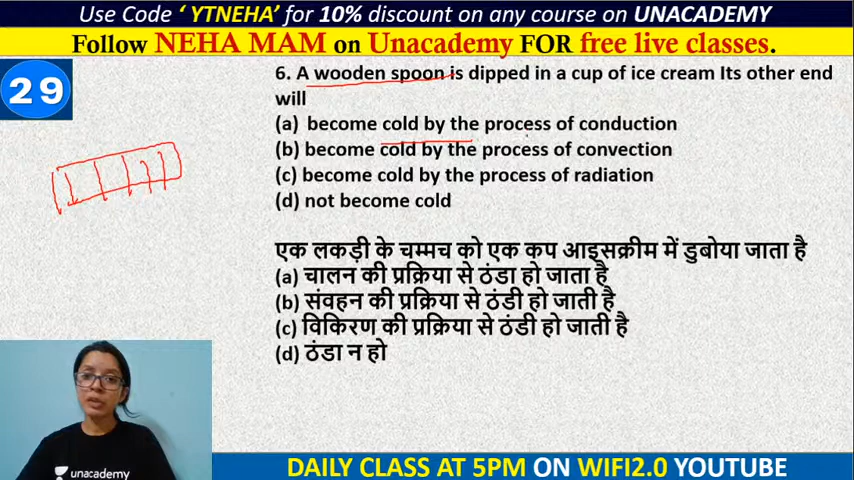 Use Code ‘ YTNEHA’ for 10% discount on any course on UNACADEMY
Follow NEHA MAM on Unacademy FOR free live classes.
29
6. A wooden spoon is dipped in a cup of ice cream Its other end
will
(a) become cold by the process of conduction
(b) become cold by the process of convection
(c) become cold by the process of radiation
(d) not become cold
एक लकड़ी के चम्मच को एक कप आइसक्रीम में डुबोया जाता है
(a) चालन की प्रक्रिया से ठंडा हो जाता है
(b) संवहन की प्रक्रिया से ठंडी हो जाती है
(c) विकिरण की प्रक्रिया से ठंडी हो जाती है
(d) ठंडा न हो
unacademy
DAILY CLASS AT 5PM ON WIFI2.0 YOUTUBE